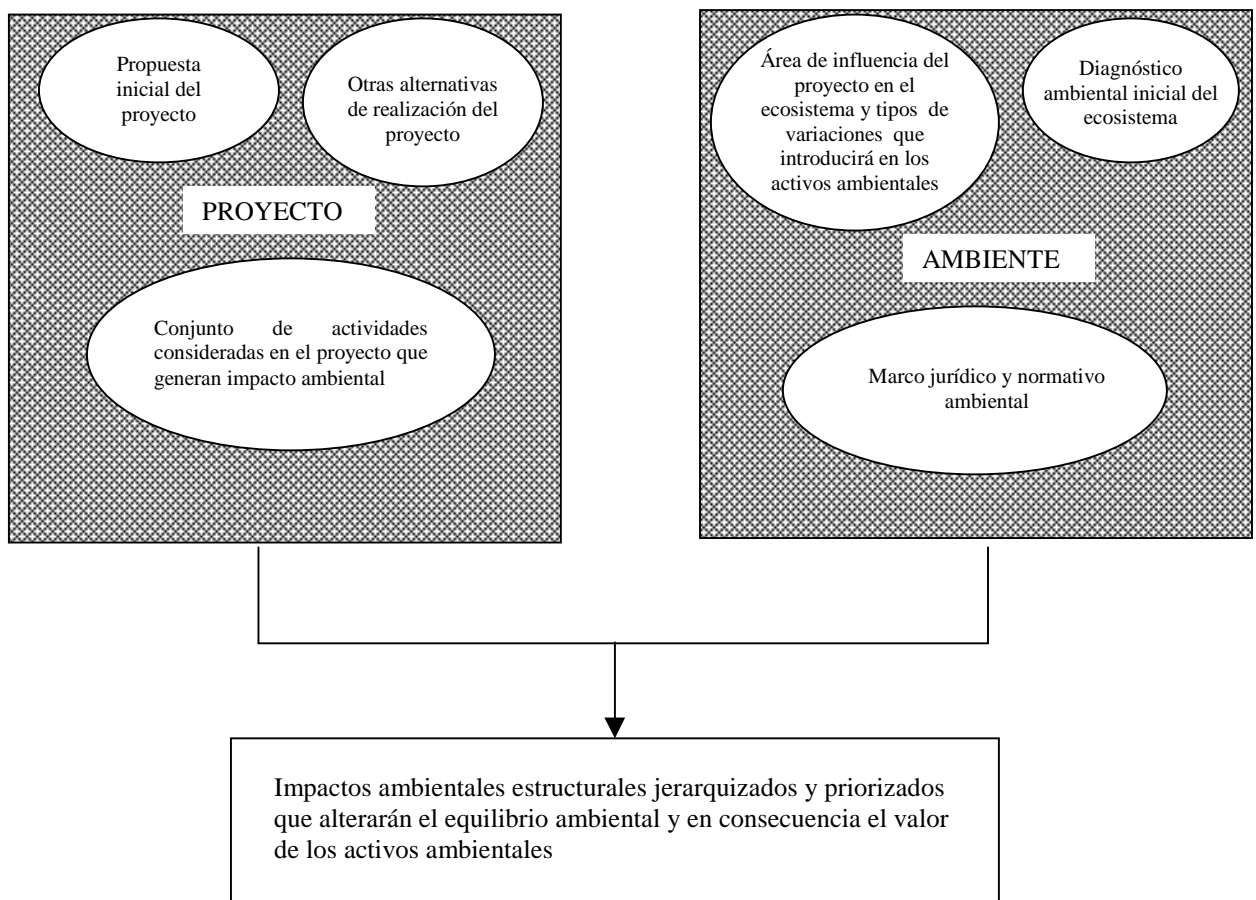 Propuesta
inicial del
proyecto
Otras alternativas
de realización del
proyecto
PROYECTO
Conjunto de actividades
consideradas en el proyecto que
generan impacto ambiental
Área de influencia del
proyecto en el
ecosistema y tipos de
variaciones que
introducirá en los
activos ambientales
Diagnóstico
ambiental inicial del
ecosistema
AMBIENTE
Marco jurídico y normativo
ambiental
Impactos ambientales estructurales jerarquizados y priorizados
que alterarán el equilibrio ambiental y en consecuencia el valor
de los activos ambientales